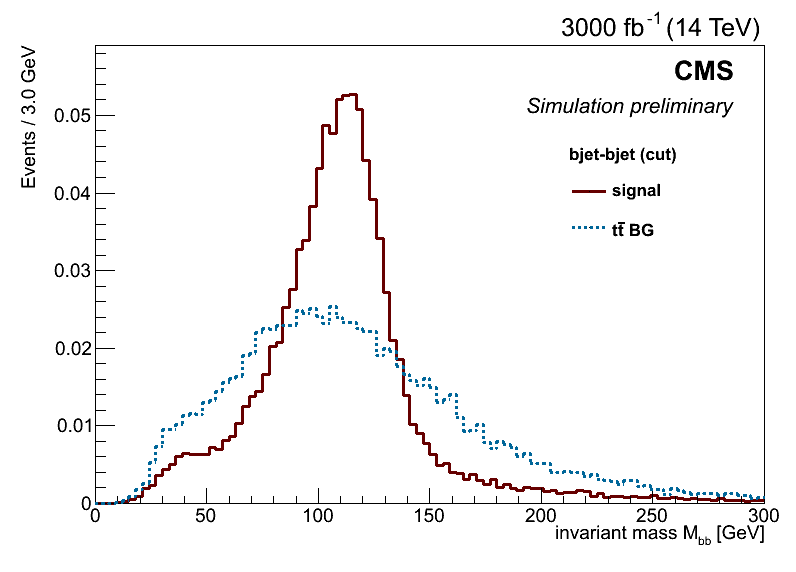 3000 fb-1 (14 TeV)
CMS
Simulation preliminary
bjet-bjet (cut)
signal
tt̄ BG
Events / 3.0 GeV
0.05
0.04
0.03
0.02
0.01
0
0 50 100 150 200 250 300
invariant mass Mbb [GeV]